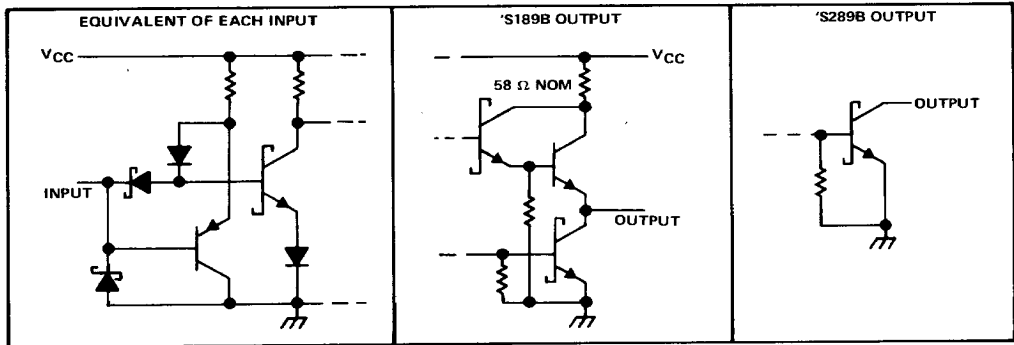 EQUIVALENT OF EACH INPUT
VCC
INPUT
'S189B OUTPUT
VCC
58 Ω NOM
OUTPUT
'S289B OUTPUT
OUTPUT